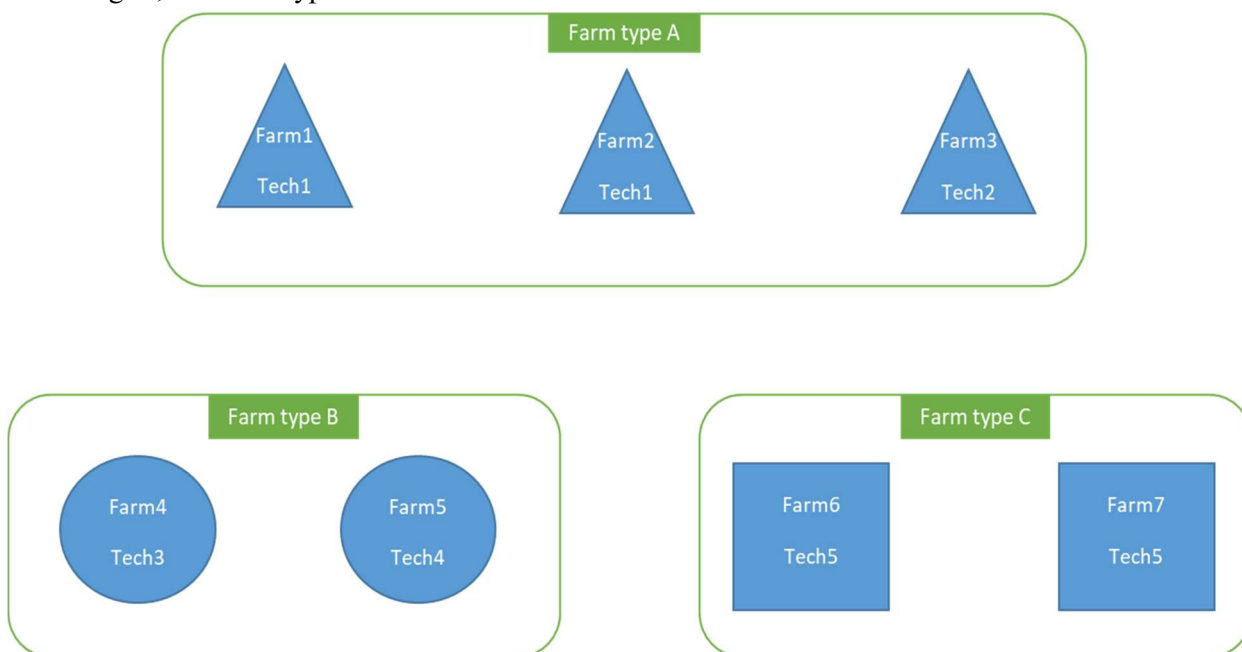 Farm type A
Farm1
Tech1
Farm2
Tech1
Farm3
Tech2
Farm type B
Farm4
Tech3
Farm5
Tech4
Farm type C
Farm6
Tech5
Farm7
Tech5